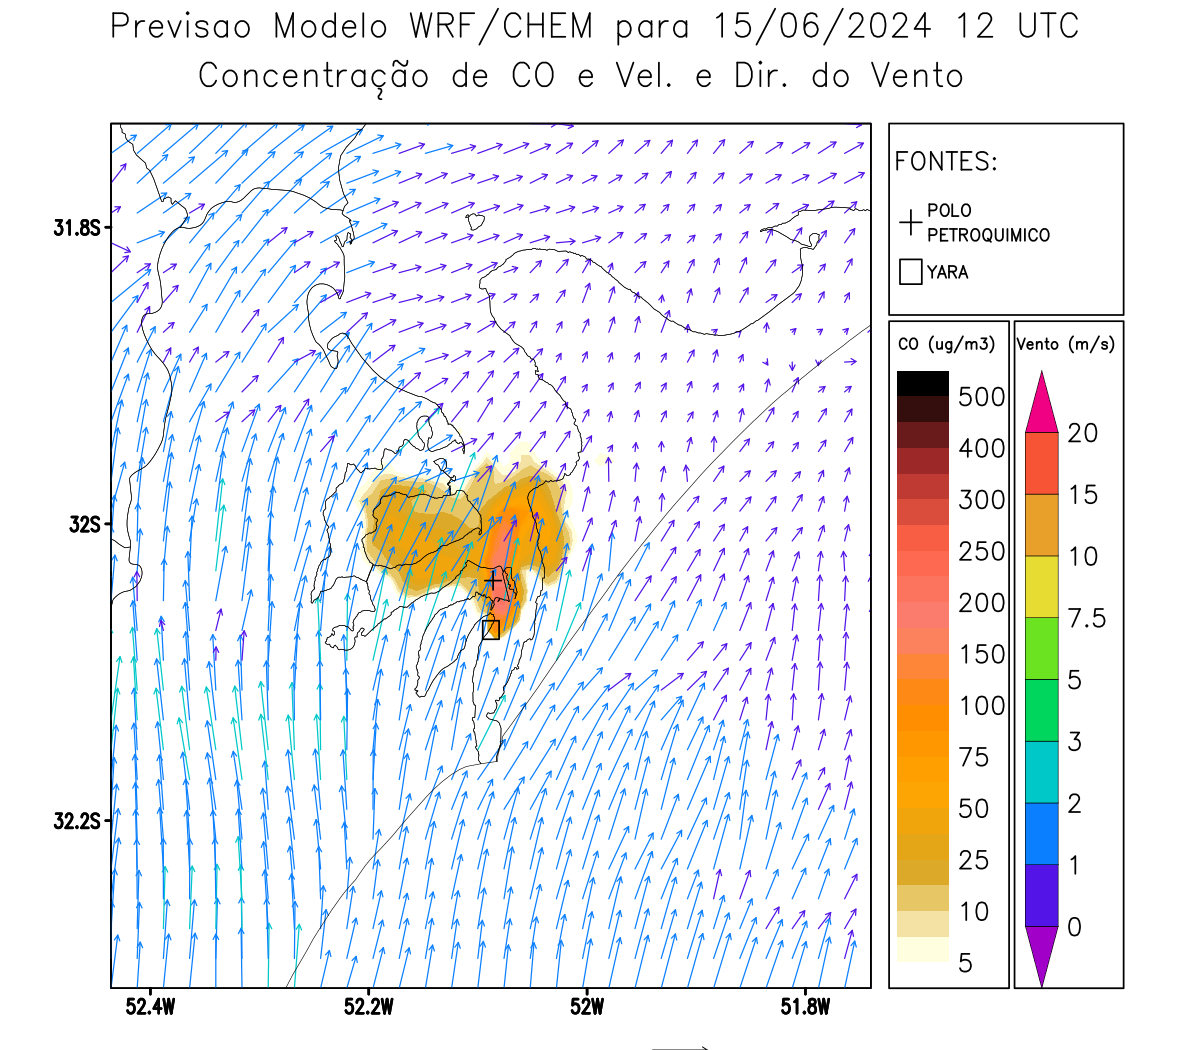 Previsao Modelo WRF/CHEM para 15/06/2024 12 UTC
Concentração de CO e Vel. e Dir. do Vento
FONTES:
POLO
PETROQUIMICO
YARA
CO (ug/m3)
500
400
300
250
200
150
100
75
50
25
10
5
Vento (m/s)
20
15
10
7.5
5
3
2
1
0
31.8S
32S
32.2S
52.4W
52.2W
52W
51.8W